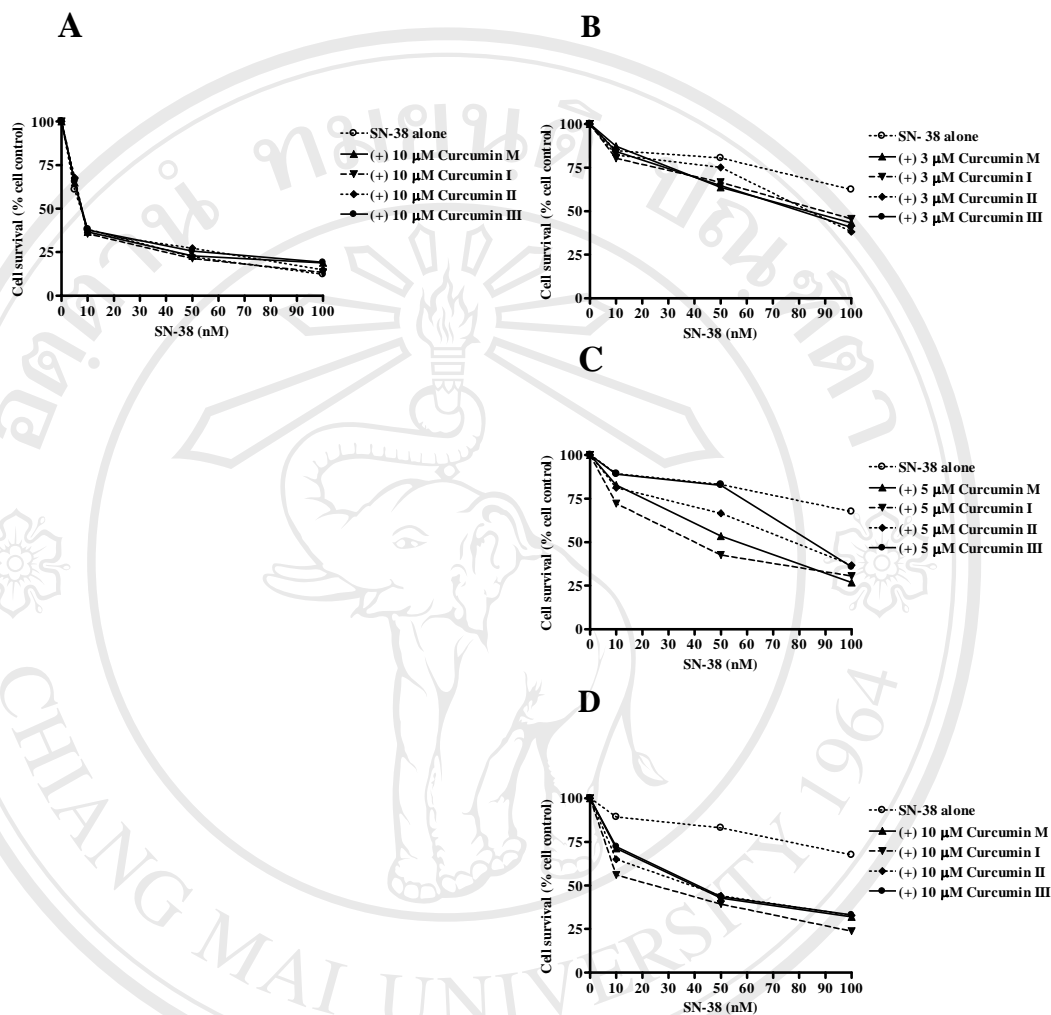 A
Cell survival (% cell control)
100
75
50
25
0
0 10 20 30 40 50 60 70 80 90 100
SN-38 (nM)
SN-38 alone
(+) 10 μM Curcumin M
(+) 10 μM Curcumin I
(+) 10 μM Curcumin II
(+) 10 μM Curcumin III
B
Cell survival (% cell control)
100
75
50
25
0
0 10 20 30 40 50 60 70 80 90 100
SN-38 (nM)
SN- 38 alone
(+) 3 μM Curcumin M
(+) 3 μM Curcumin I
(+) 3 μM Curcumin II
(+) 3 μM Curcumin III
C
Cell survival (% cell control)
100
75
50
25
0
0 10 20 30 40 50 60 70 80 90 100
SN-38 (nM)
SN-38 alone
(+) 5 μM Curcumin M
(+) 5 μM Curcumin I
(+) 5 μM Curcumin II
(+) 5 μM Curcumin III
D
Cell survival (% cell control)
100
75
50
25
0
0 10 20 30 40 50 60 70 80 90 100
SN-38 (nM)
SN-38 alone
(+) 10 μM Curcumin M
(+) 10 μM Curcumin I
(+) 10 μM Curcumin II
(+) 10 μM Curcumin III
CHIANG MAI UNIVERSITY 1964